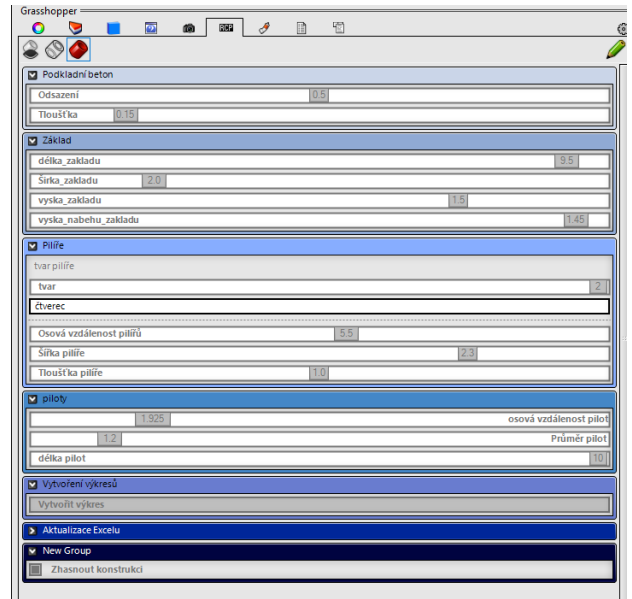 Grasshopper
RCP
Podkladní beton
Odsazení 0.5
Tloušťka 0.15
Základ
délka_zakladu 9.5
Širka_zakladu 2.0
vyska_zakladu 1.5
vyska_nabehu_zakladu 1.45
Pilíře
tvar pilíře
tvar 2
čtverec
Osová vzdálenost pilířů 5.5
Šířka pilíře 2.3
Tloušťka pilíře 1.0
piloty
1.925 osová vzdálenost pilot
1.2 Průměr pilot
délka pilot 10
Vytvoření výkresů
Vytvořit výkres
Aktualizace Excelu
New Group
Zhasnout konstrukci